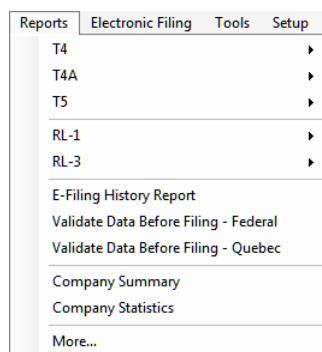 Reports Electronic Filing Tools Setup
T4
T4A
T5
RL-1
RL-3
E-Filing History Report
Validate Data Before Filing - Federal
Validate Data Before Filing - Quebec
Company Summary
Company Statistics
More...